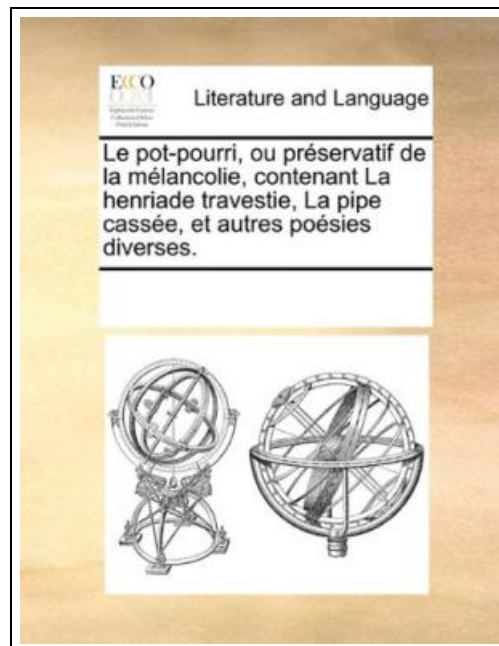 ECCO
Literature and Language
Le pot-pourri, ou préservatif de
la mélancolie, contenant La
henriade travestie, La pipe
cassée, et autres poésies
diverses.